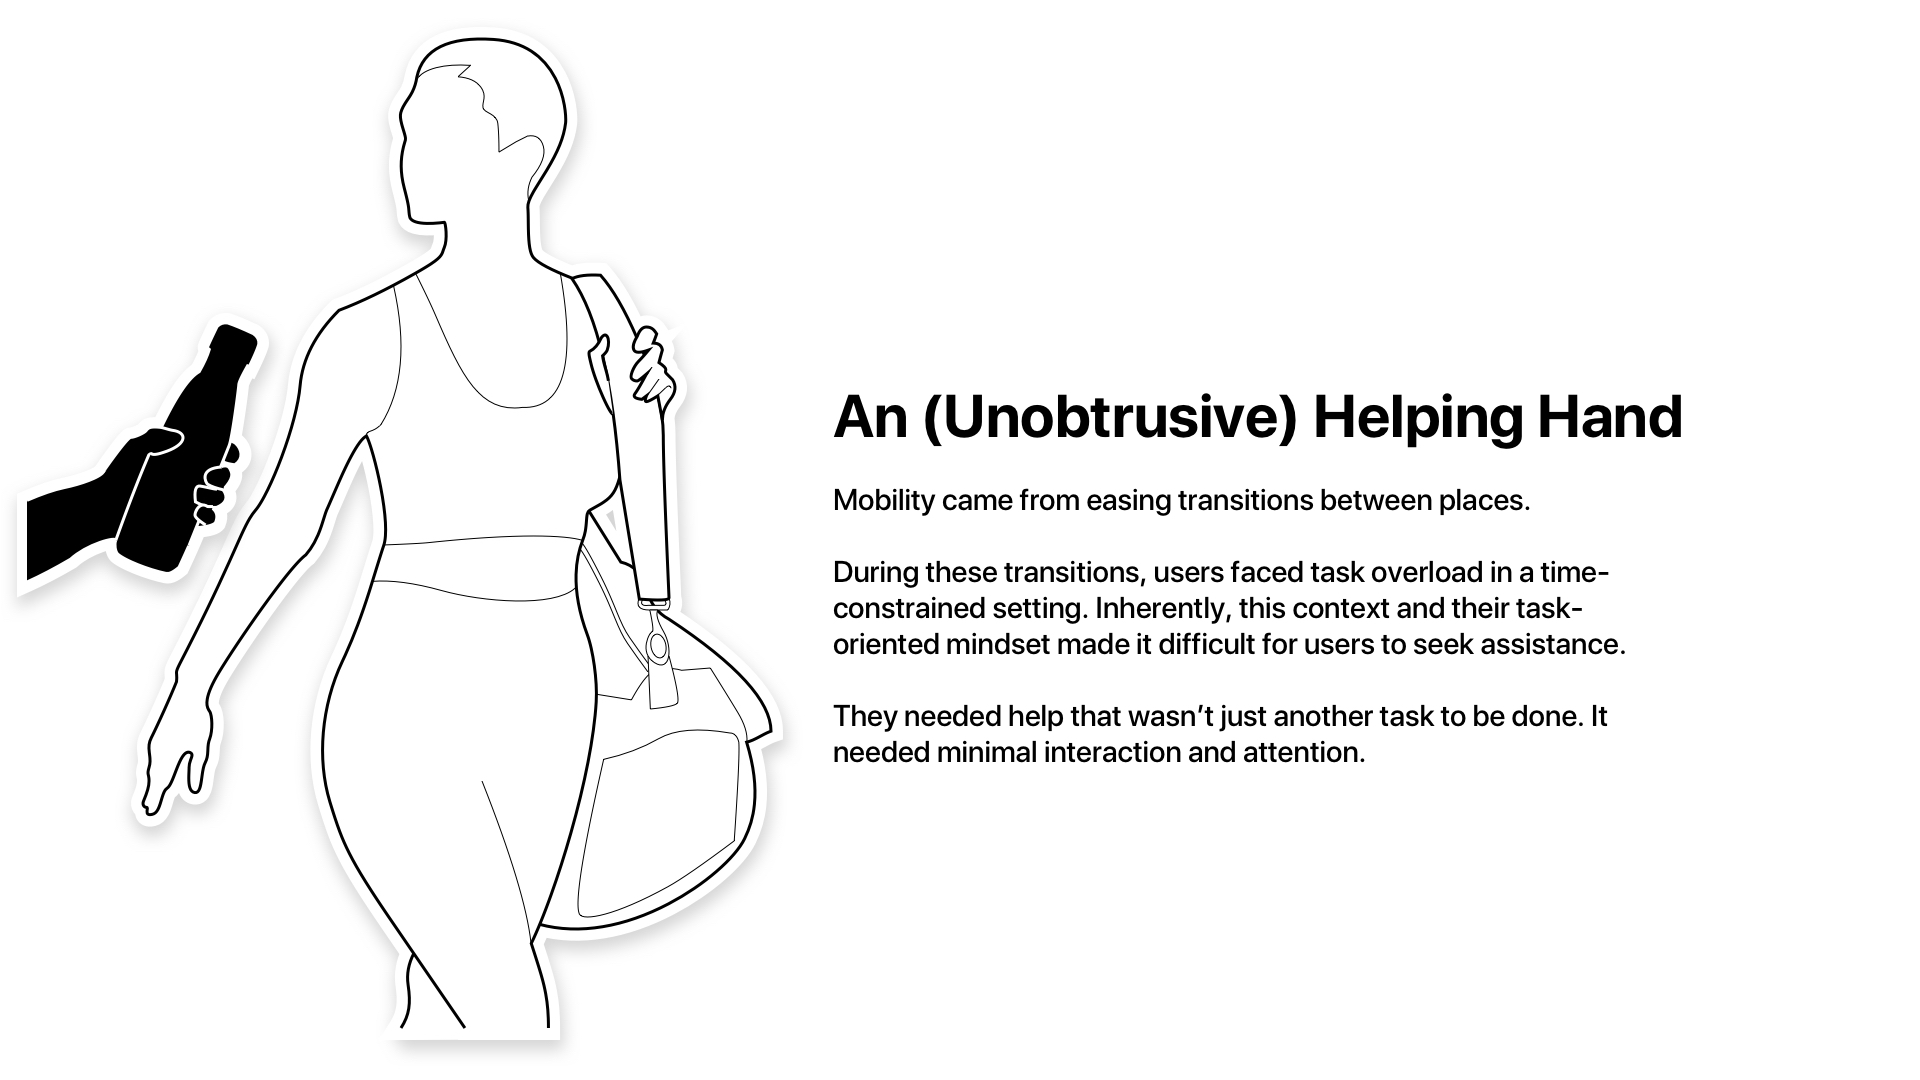 An (Unobtrusive) Helping Hand
Mobility came from easing transitions between places.
During these transitions, users faced task overload in a time-
constrained setting. Inherently, this context and their task-
oriented mindset made it difficult for users to seek assistance.
They needed help that wasn’t just another task to be done. It
needed minimal interaction and attention.